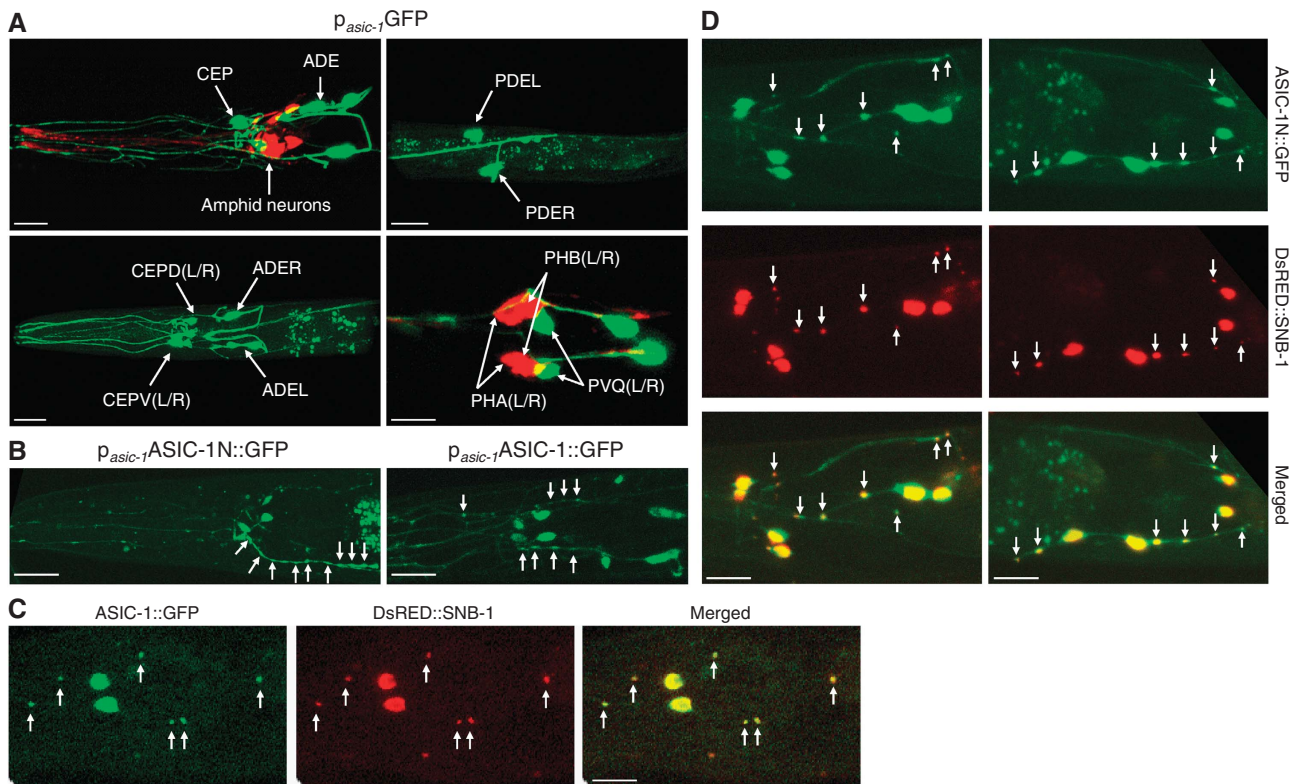 A
p asic-1 GFP
CEP
ADE
Amphid neurons
PDEL
PDER
CEPD(L/R)
ADER
CEPV(L/R)
ADEL
PHB(L/R)
PHA(L/R)
PVQ(L/R)
B
p asic-1 ASIC-1N::GFP
p asic-1 ASIC-1::GFP
C
ASIC-1::GFP
DsRED::SNB-1
Merged
D
ASIC-1N::GFP
DsRED::SNB-1
Merged